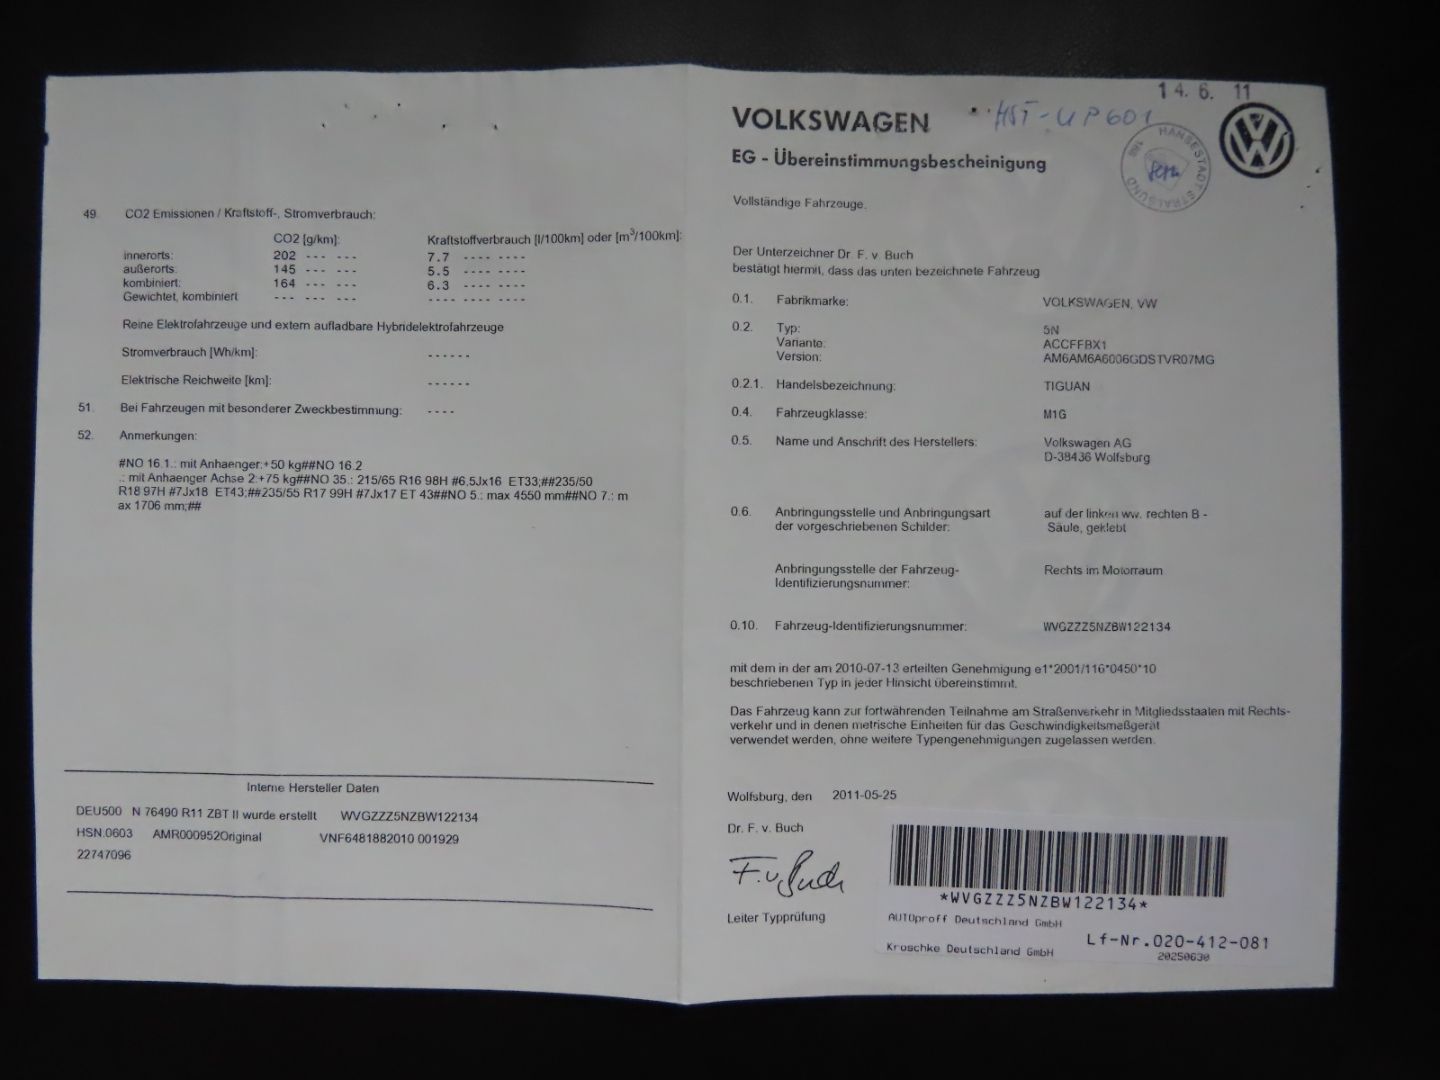 49. CO2 Emissionen / Kraftstoff-, Stromverbrauch:
CO2 [g/km]: Kraftstoffverbrauch [l/100km] oder [m³/100km]:
innerorts: 202 --- --- 7.7 ---- ----
außerorts: 145 --- --- 5.5 ---- ----
kombiniert: 164 --- --- 6.3 ---- ----
Gewichtet, kombiniert --- --- --- ---- ---- ----
Reine Elektrofahrzeuge und extern aufladbare Hybridelektrofahrzeuge
Stromverbrauch [Wh/km]: ------
Elektrische Reichweite [km]: ------
51. Bei Fahrzeugen mit besonderer Zweckbestimmung: ----
52. Anmerkungen:
#NO 16.1.: mit Anhaenger:+50 kg##NO 16.2
.: mit Anhaenger Achse 2:+75 kg##NO 35.: 215/65 R16 98H #6,5Jx16 ET33;##235/50
R18 97H #7Jx18 ET43;##235/55 R17 99H #7Jx17 ET 43##NO 5.: max 4550 mm##NO 7.: m
ax 1706 mm;##
Interne Hersteller Daten
DEU500 N 76490 R11 ZBT II wurde erstellt WVGZZZ5NZBW122134
HSN.0603 AMR000952Original VNF6481882010 001929
22747096
14. 6. 11
HST-UP601
VOLKSWAGEN
HANSESTADT STRALSUND
EG - Übereinstimmungsbescheinigung
Vollständige Fahrzeuge.
Der Unterzeichner Dr. F. v. Buch
bestätigt hiermit, dass das unten bezeichnete Fahrzeug
0.1. Fabrikmarke: VOLKSWAGEN, VW
0.2. Typ: 5N
Variante: ACCFFBX1
Version: AM6AM6A6006GDSTVR07MG
0.2.1. Handelsbezeichnung: TIGUAN
0.4. Fahrzeugklasse: M1G
0.5. Name und Anschrift des Herstellers: Volkswagen AG
D-38436 Wolfsburg
0.6. Anbringungsstelle und Anbringungsart auf der linken ww. rechten B -
der vorgeschriebenen Schilder: Säule, geklebt
Anbringungsstelle der Fahrzeug- Rechts im Motorraum
Identifizierungsnummer:
0.10. Fahrzeug-Identifizierungsnummer: WVGZZZ5NZBW122134
mit dem in der am 2010-07-13 erteilten Genehmigung e1*2001/116*0450*10
beschriebenen Typ in jeder Hinsicht übereinstimmt.
Das Fahrzeug kann zur fortwährenden Teilnahme am Straßenverkehr in Mitgliedsstaaten mit Rechts-
verkehr und in denen metrische Einheiten für das Geschwindigkeitsmeßgerät
verwendet werden, ohne weitere Typengenehmigungen zugelassen werden.
Wolfsburg, den 2011-05-25
Dr. F. v. Buch
F. v. Buch
Leiter Typprüfung
*WVGZZZ5NZBW122134*
AUTOproff Deutschland GmbH
Kroschke Deutschland GmbH
Lf-Nr.020-412-081
20250630